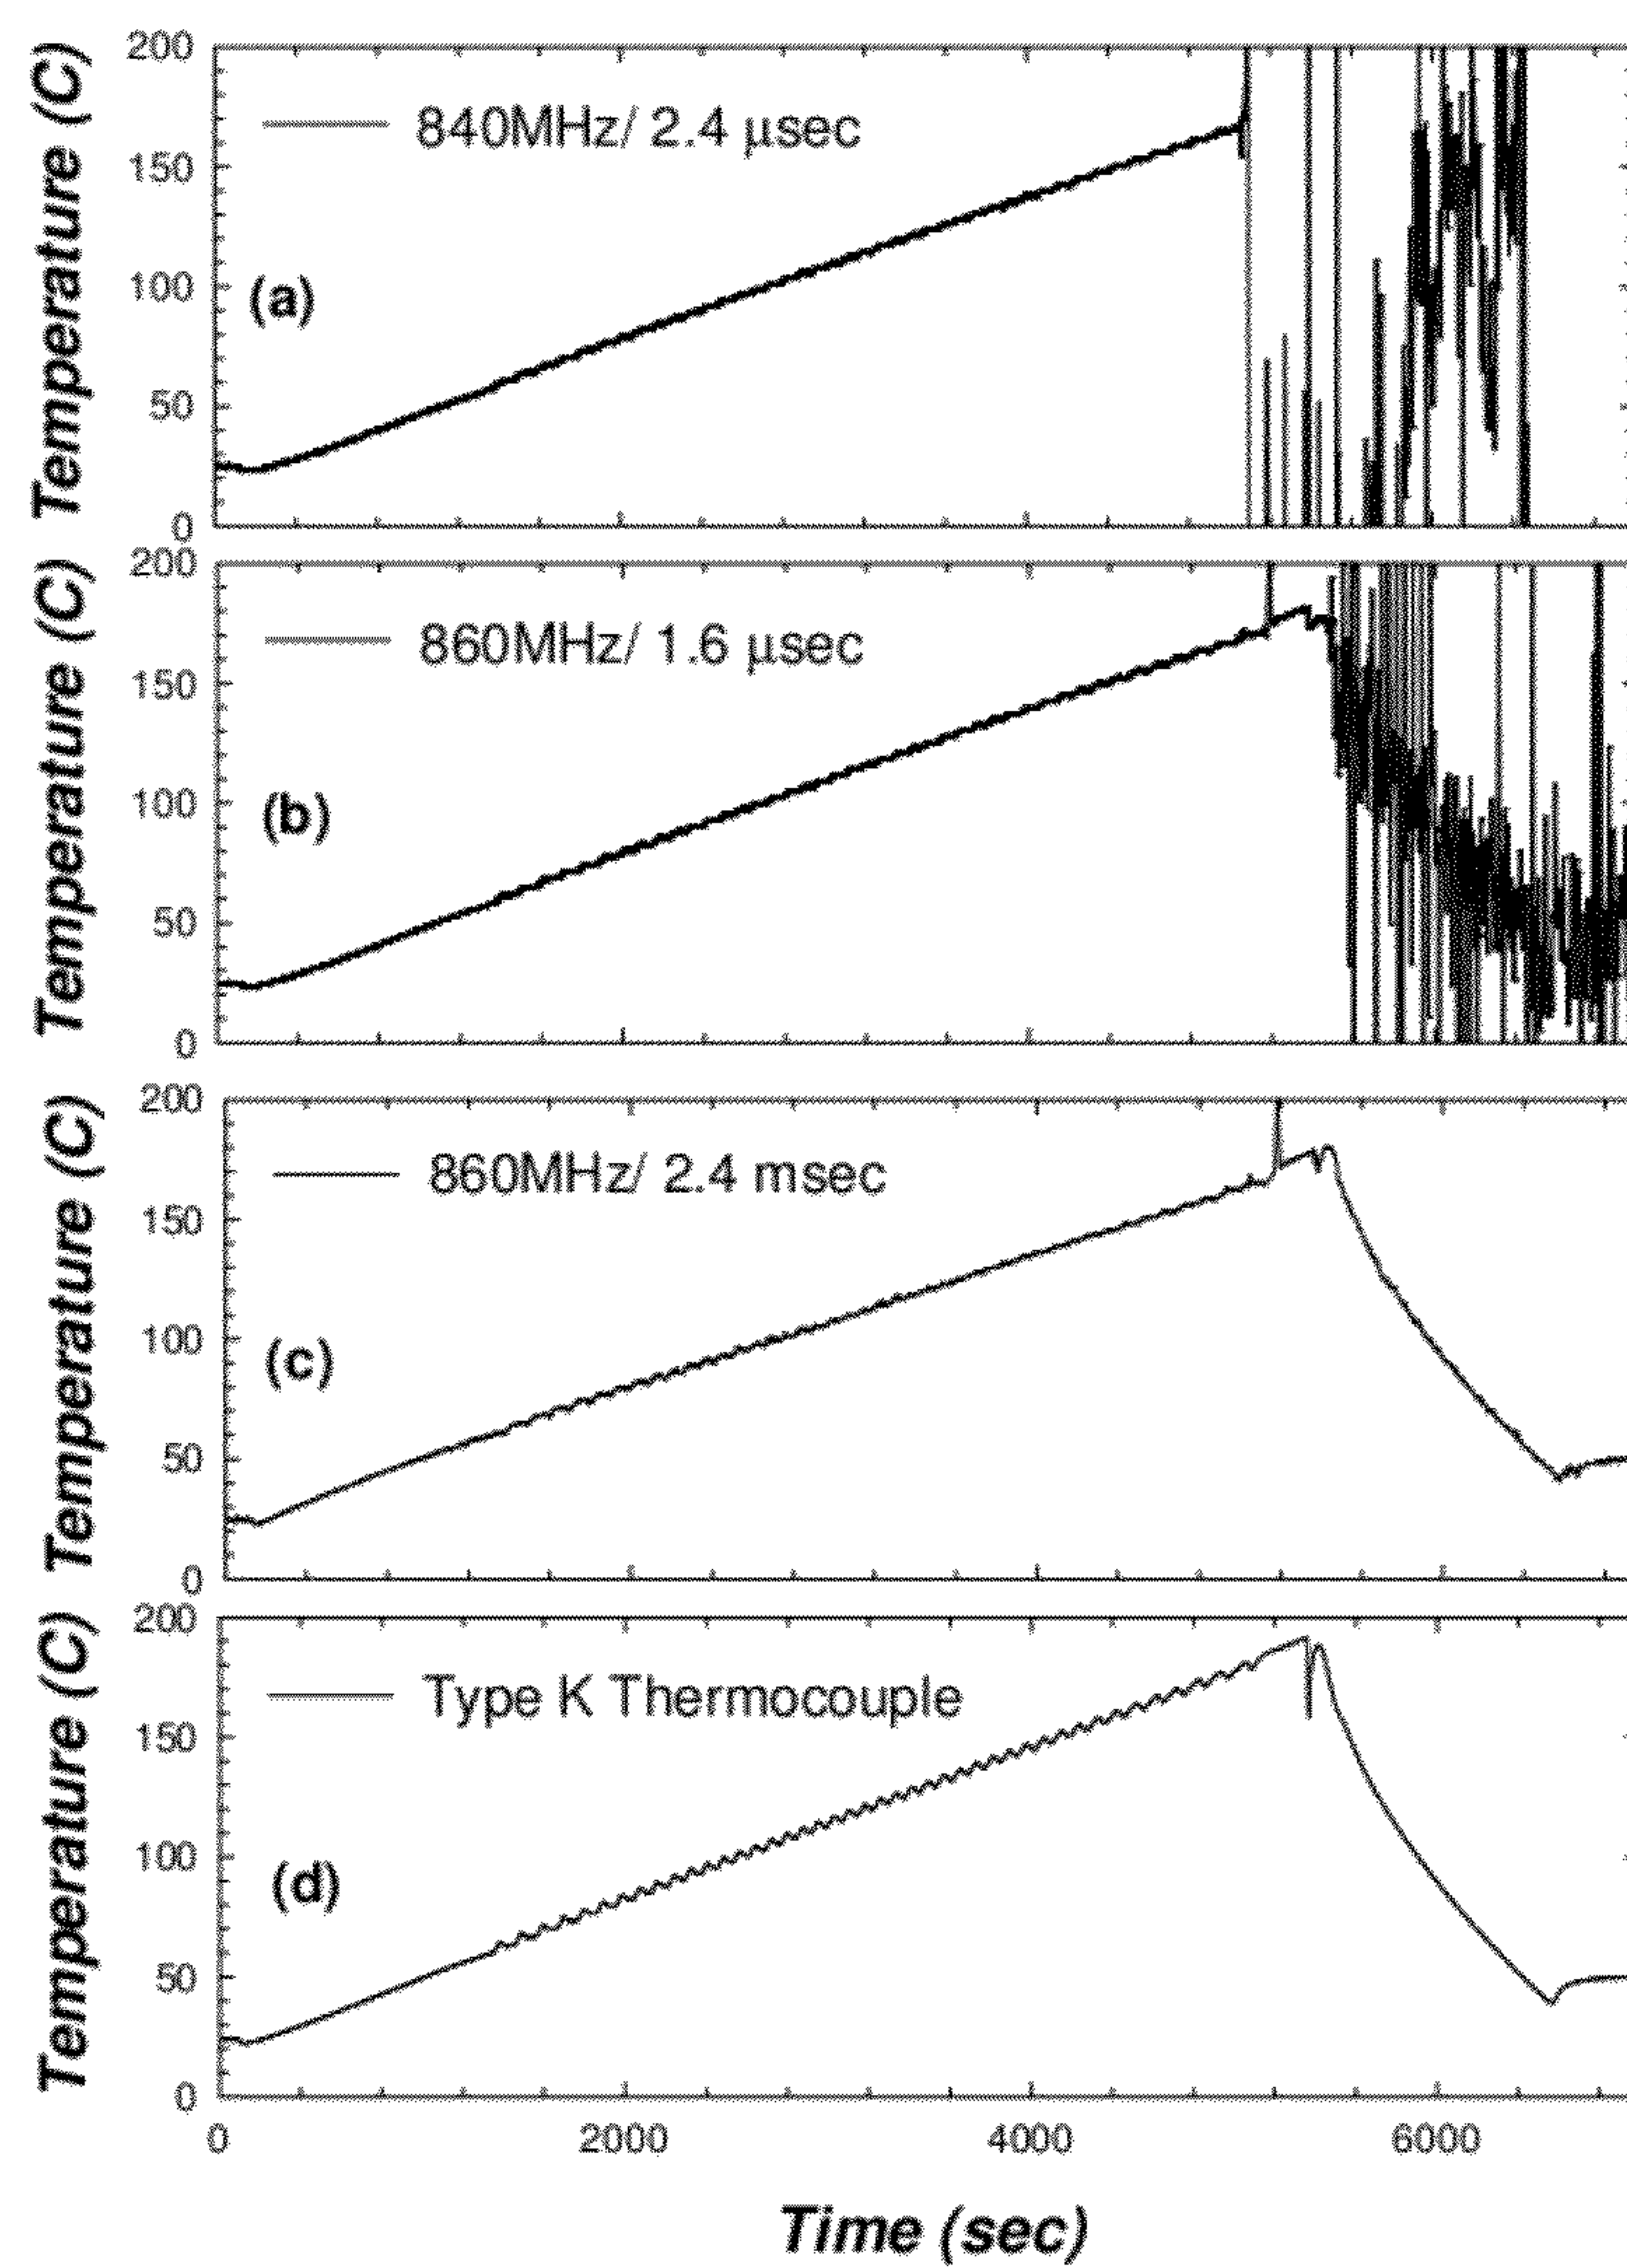 Temperature (C)
200
150
100
50
0
840MHz/ 2.4 μsec
(a)
Temperature (C)
200
150
100
50
0
860MHz/ 1.6 μsec
(b)
Temperature (C)
200
150
100
50
0
860MHz/ 2.4 msec
(c)
Temperature (C)
200
150
100
50
0
Type K Thermocouple
(d)
0 2000 4000 6000
Time (sec)